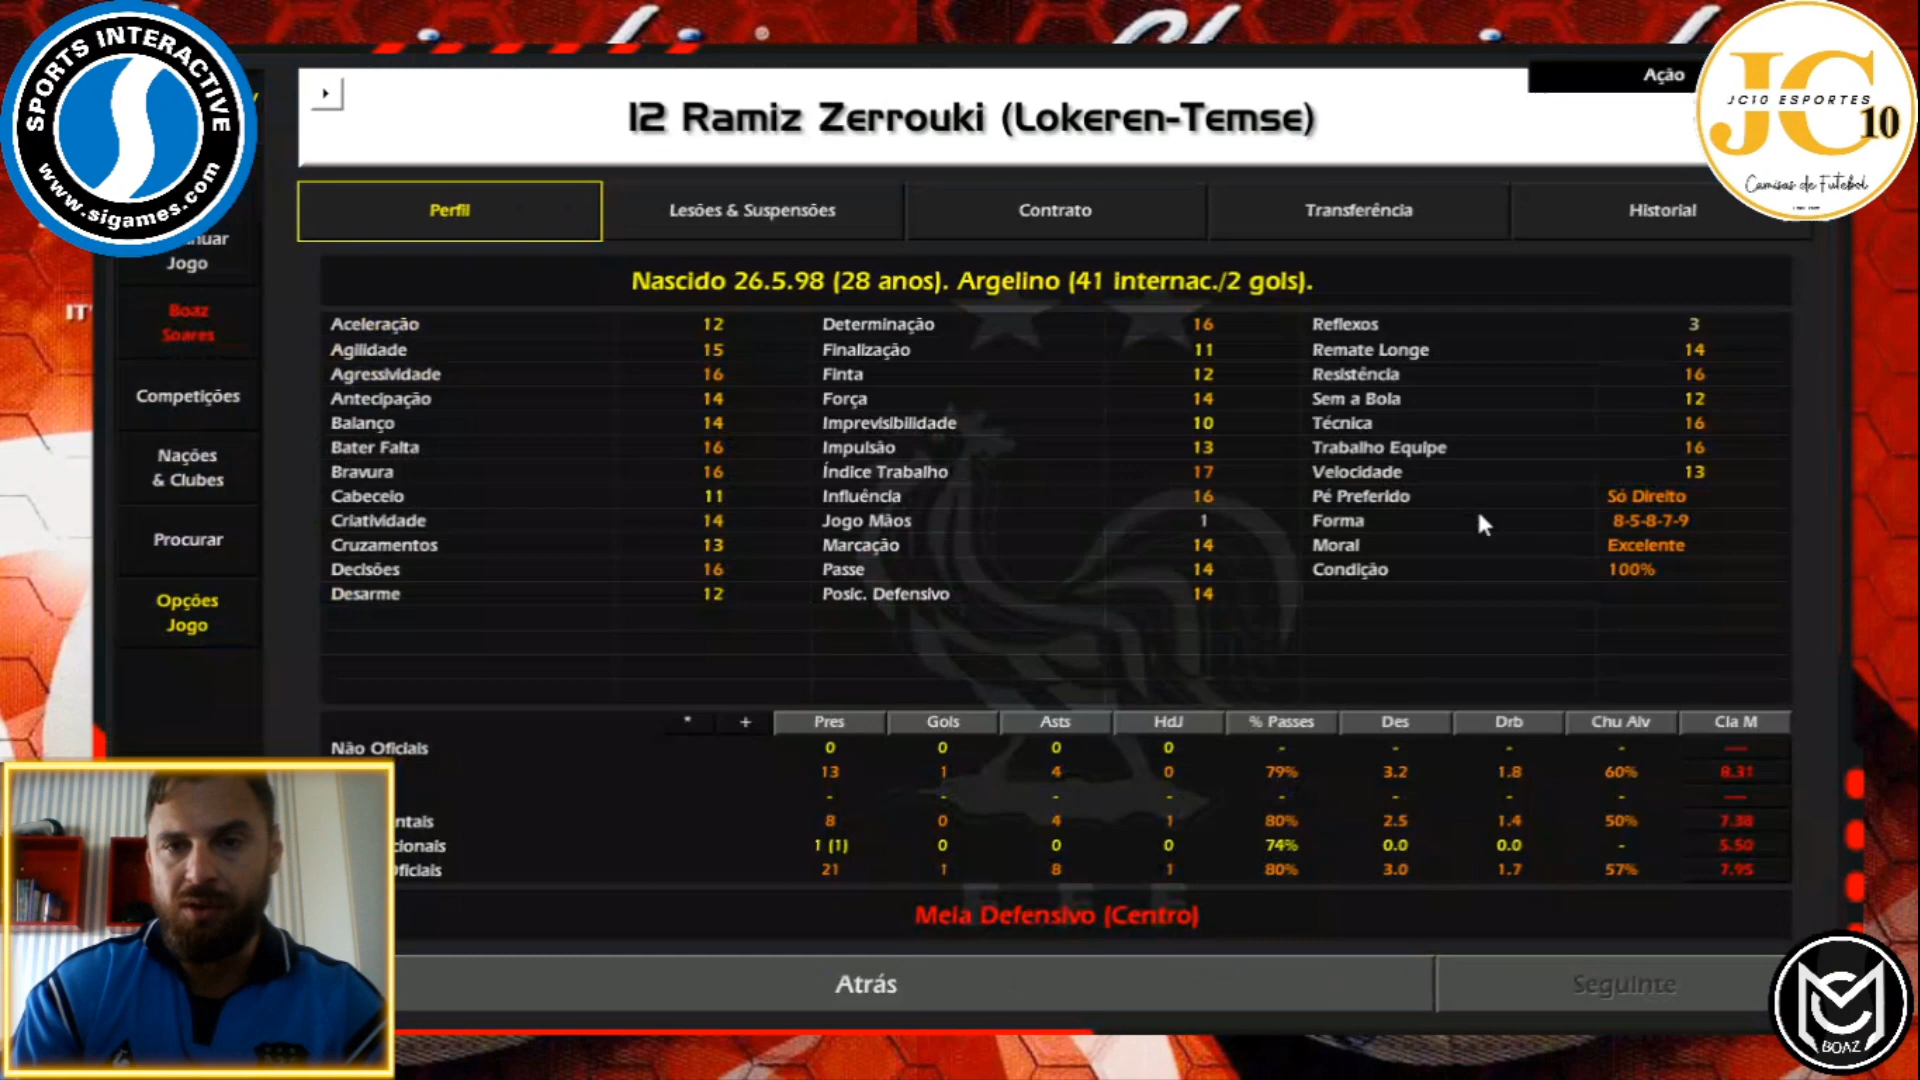 SPORTS INTERACTIVE
www.sigames.com
Ação
JC10 ESPORTES
JC 10
Camisas de Futebol
12 Ramiz Zerrouki (Lokeren-Temse)
Perfil Lesões & Suspensões Contrato Transferência Historial
Jogo
Boaz
Soares
Competições
Nações
& Clubes
Procurar
Opções
Jogo
Nascido 26.5.98 (28 anos). Argelino (41 internac./2 gols).
Aceleração 12 Determinação 16 Reflexos 3
Agilidade 15 Finalização 11 Remate Longe 14
Agressividade 16 Finta 12 Resistência 16
Antecipação 14 Força 14 Sem a Bola 12
Balanço 14 Imprevisibilidade 10 Técnica 16
Bater Falta 16 Impulsão 13 Trabalho Equipe 16
Bravura 16 Índice Trabalho 17 Velocidade 13
Cabeceio 11 Influência 16 Pé Preferido Só Direito
Criatividade 14 Jogo Mãos 1 Forma 8-5-8-7-9
Cruzamentos 13 Marcação 14 Moral Excelente
Decisões 16 Passe 14 Condição 100%
Desarme 12 Posic. Defensivo 14
* + Pres Gols Asts HdJ % Passes Des Drb Chu Alv Cla M
Não Oficiais 0 0 0 0 - - - - ---
13 1 4 0 79% 3.2 1.8 60% 8.31
- - - - - - - - ---
ntais 8 0 4 1 80% 2.5 1.4 50% 7.38
cionais 1 (1) 0 0 0 74% 0.0 0.0 - 5.50
ficiais 21 1 8 1 80% 3.0 1.7 57% 7.95
Meia Defensivo (Centro)
Atrás Seguinte
BOAZ